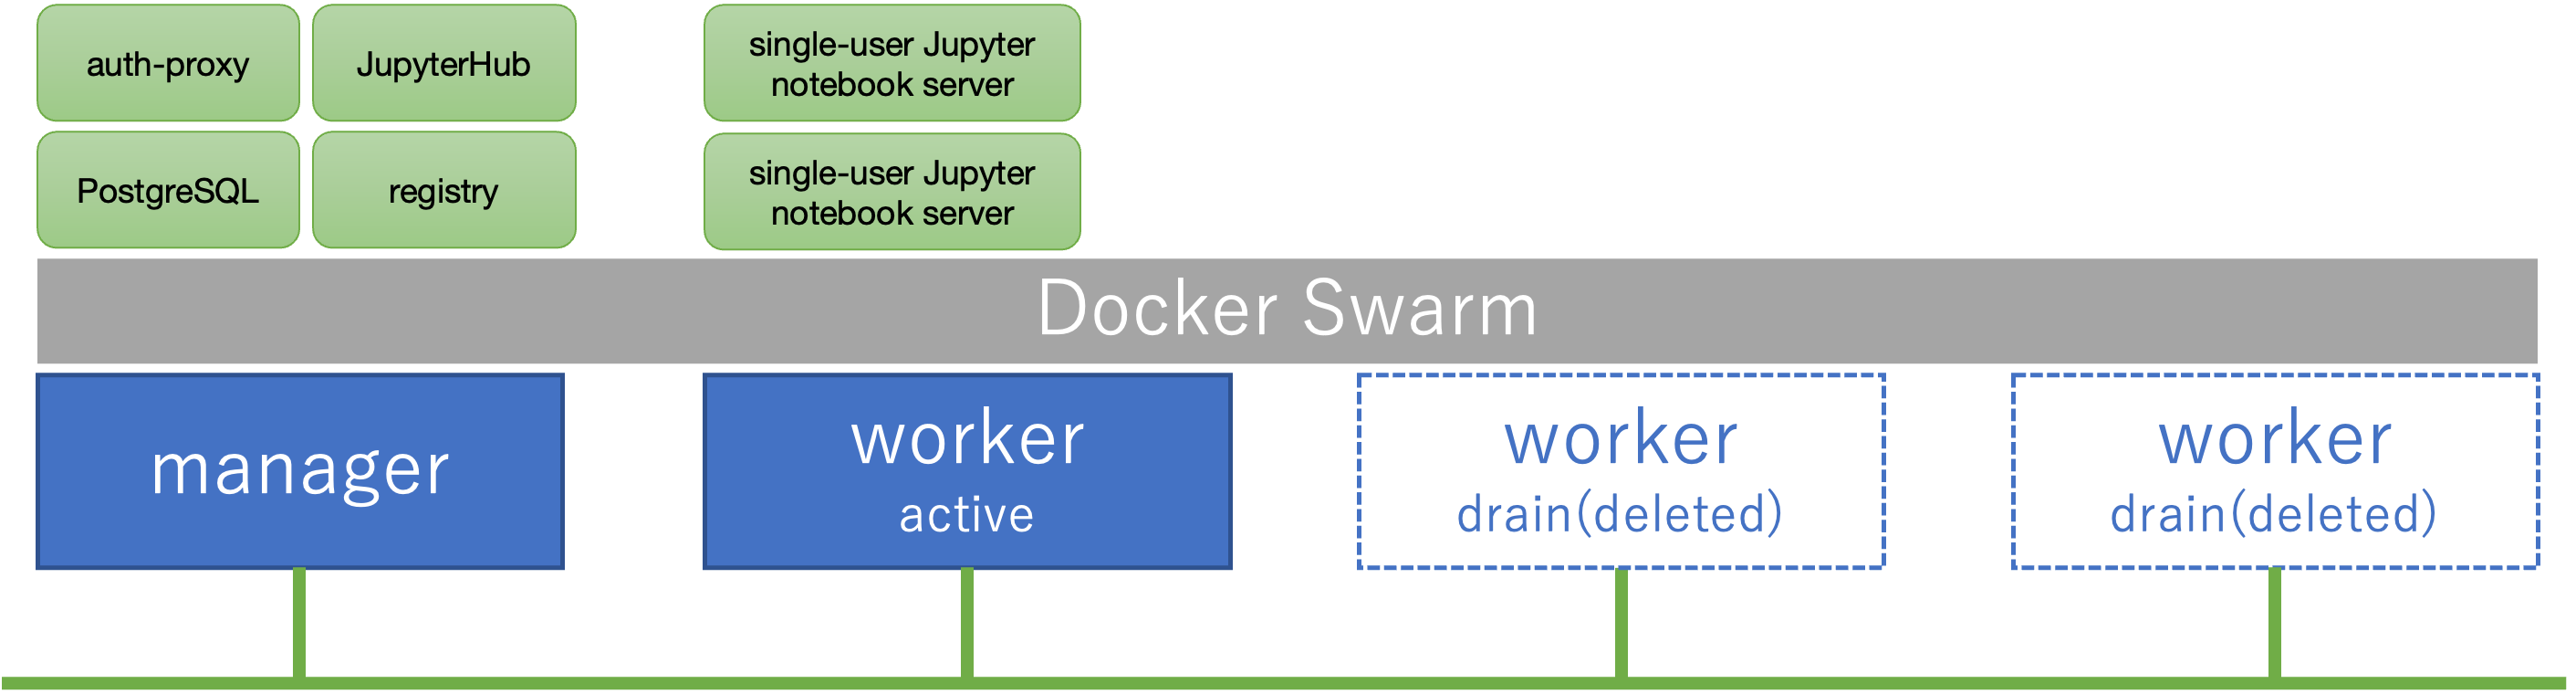 auth-proxy
JupyterHub
single-user Jupyter
notebook server
PostgreSQL
registry
single-user Jupyter
notebook server
Docker Swarm
manager
worker
active
worker
drain(deleted)
worker
drain(deleted)